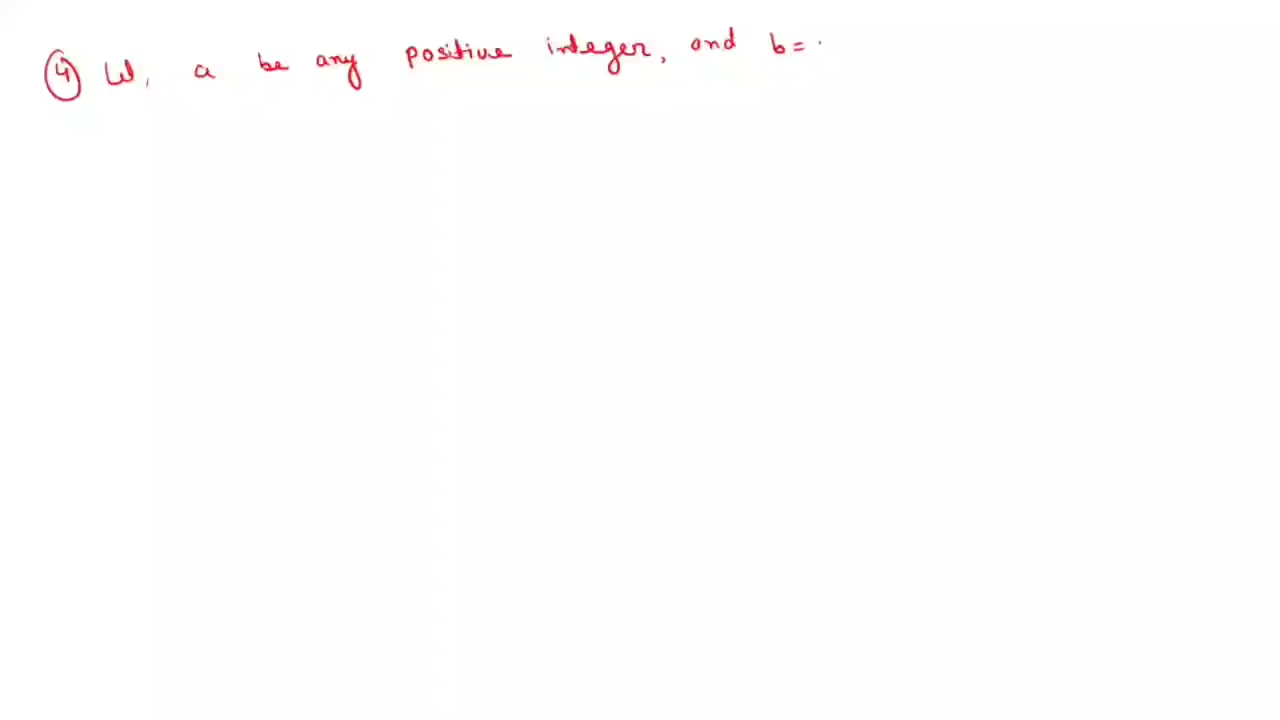 ④ Let, a be any positive integer, and b=